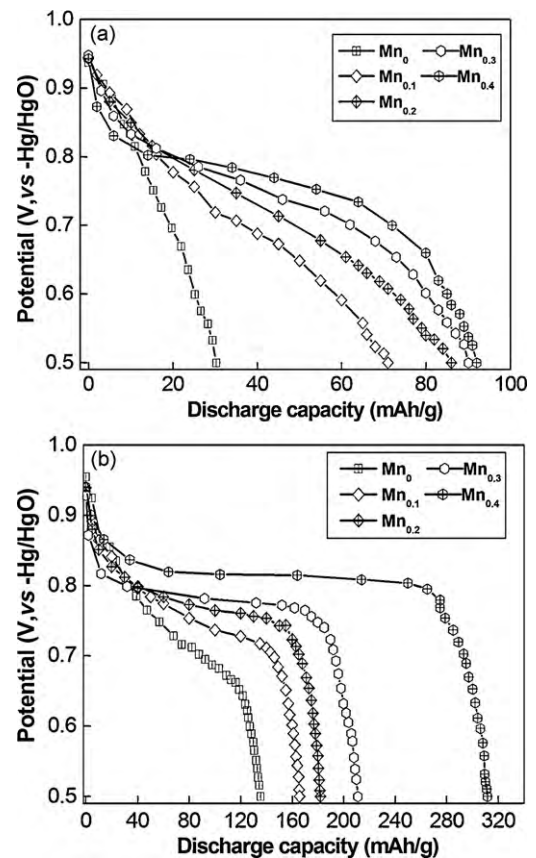 (a)
Mn0 Mn0.3
Mn0.1 Mn0.4
Mn0.2
1.0
0.9
0.8
0.7
0.6
0.5
Potential (V,vs -Hg/HgO)
0 20 40 60 80 100
Discharge capacity (mAh/g)
(b)
Mn0 Mn0.3
Mn0.1 Mn0.4
Mn0.2
1.0
0.9
0.8
0.7
0.6
0.5
Potential (V,vs -Hg/HgO)
0 40 80 120 160 200 240 280 320
Discharge capacity (mAh/g)